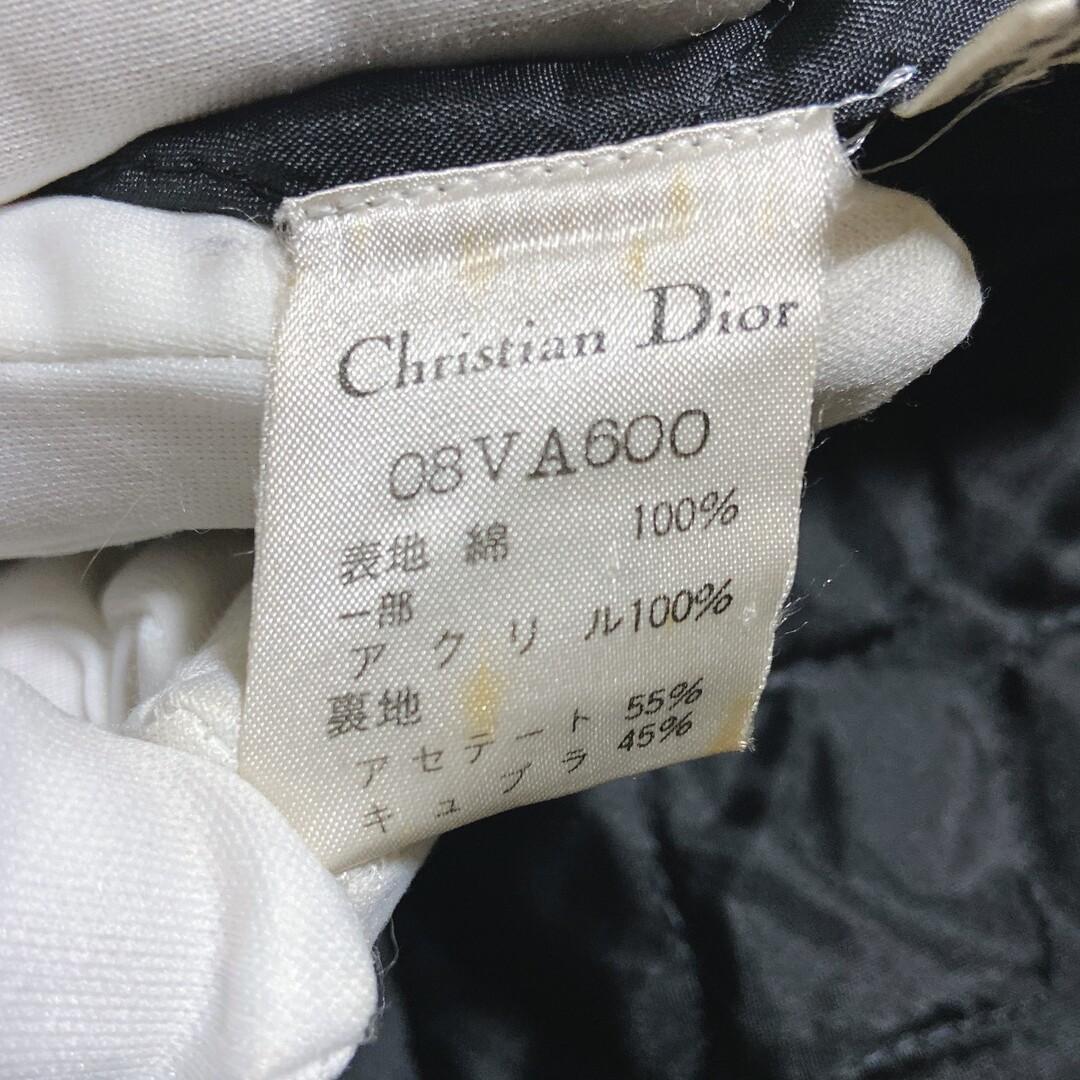 Christian Dior
08VA600
表地 綿 100%
一部
アクリル100%
裏地
アセテート 55%
キュプラ 45%